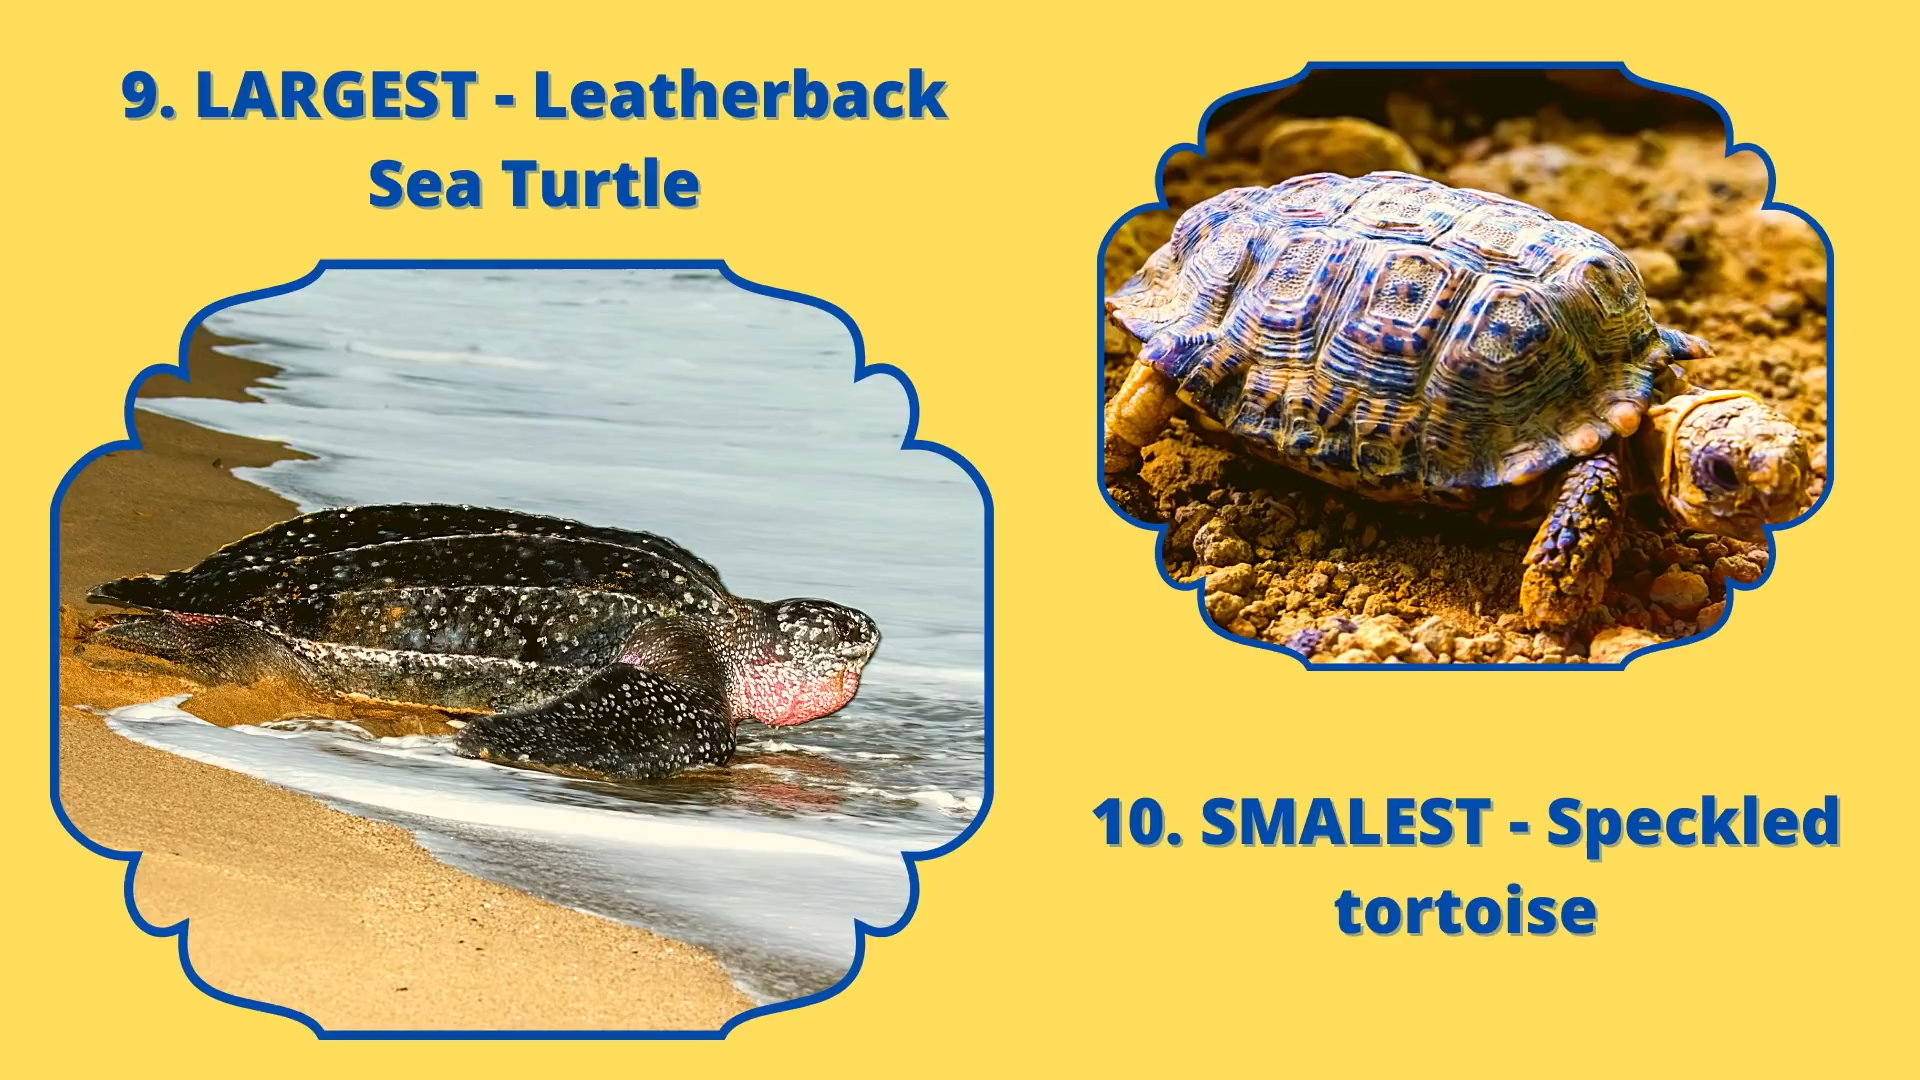 9. LARGEST - Leatherback
Sea Turtle
10. SMALEST - Speckled
tortoise